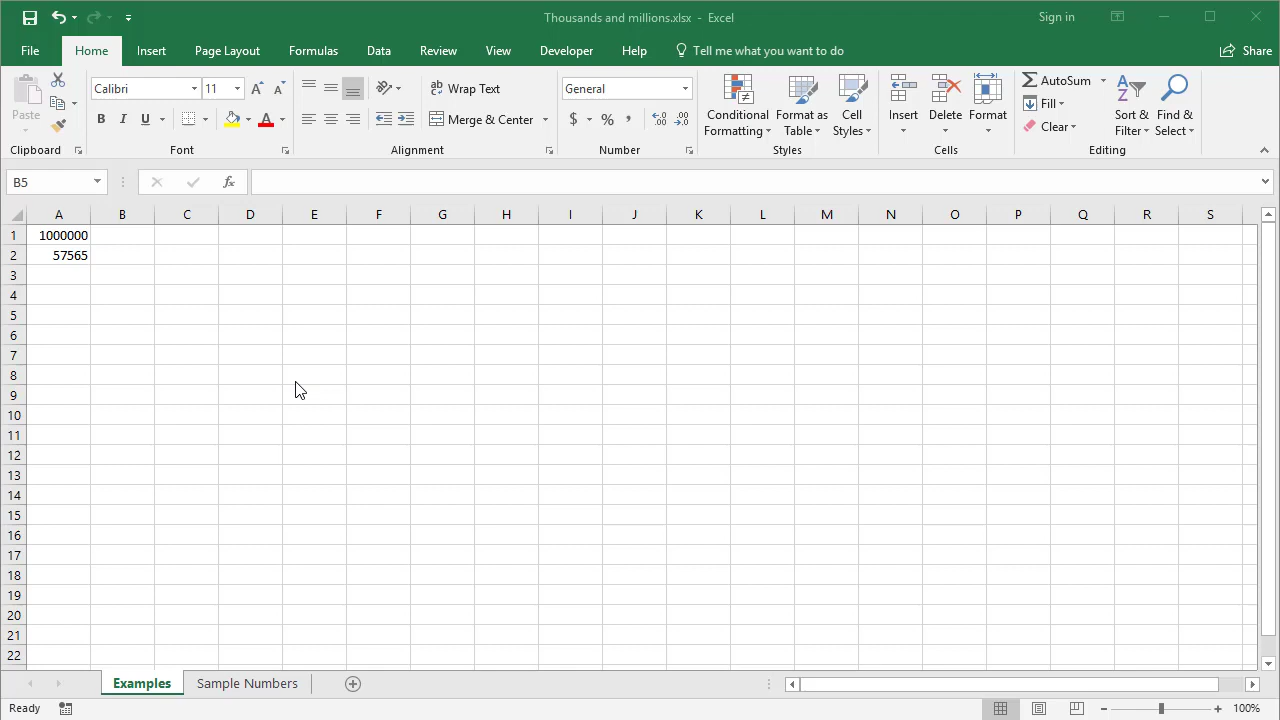 Thousands and millions.xlsx - Excel
Sign in
File Home Insert Page Layout Formulas Data Review View Developer Help Tell me what you want to do Share
Paste
Clipboard
Calibri 11
B I U A
Font
Wrap Text
Merge & Center
Alignment
General
$ % ,
Number
Conditional Formatting
Format as Table
Cell Styles
Styles
Insert
Delete
Format
Cells
AutoSum
Fill
Clear
Sort & Filter
Find & Select
Editing
B5 fx
A B C D E F G H I J K L M N O P Q R S
1 1000000
2 57565
3
4
5
6
7
8
9
10
11
12
13
14
15
16
17
18
19
20
21
22
Examples Sample Numbers
Ready 100%